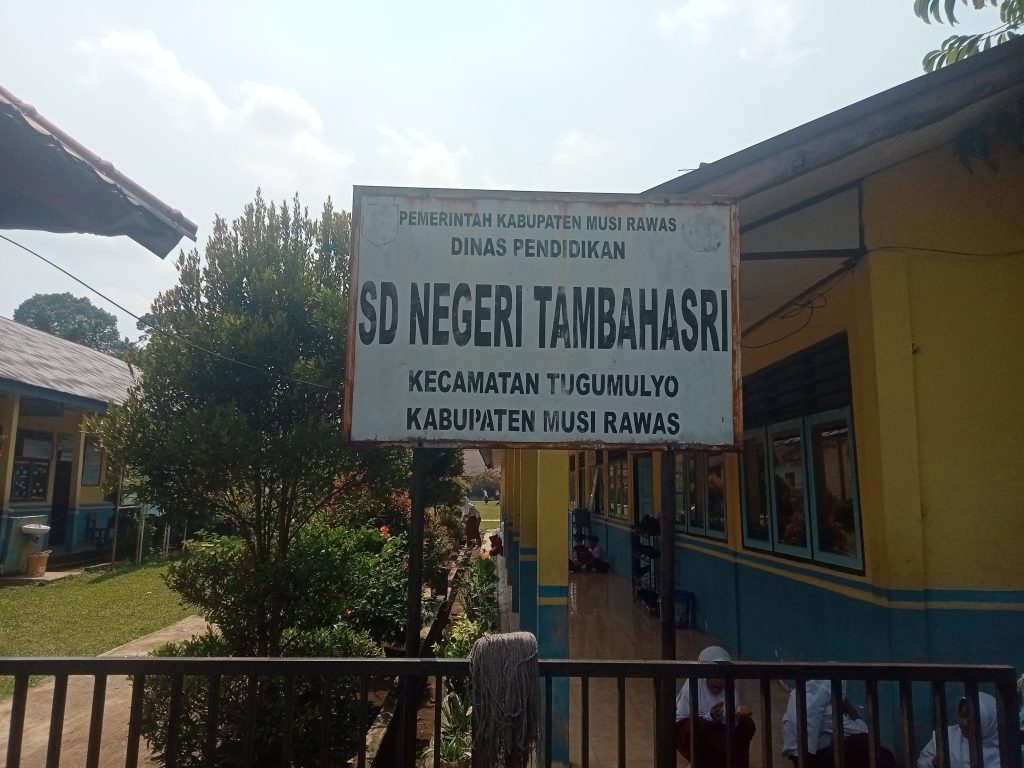 PEMERINTAH KABUPATEN MUSI RAWAS
DINAS PENDIDIKAN
SD NEGERI TAMBAHASRI
KECAMATAN TUGUMULYO
KABUPATEN MUSI RAWAS